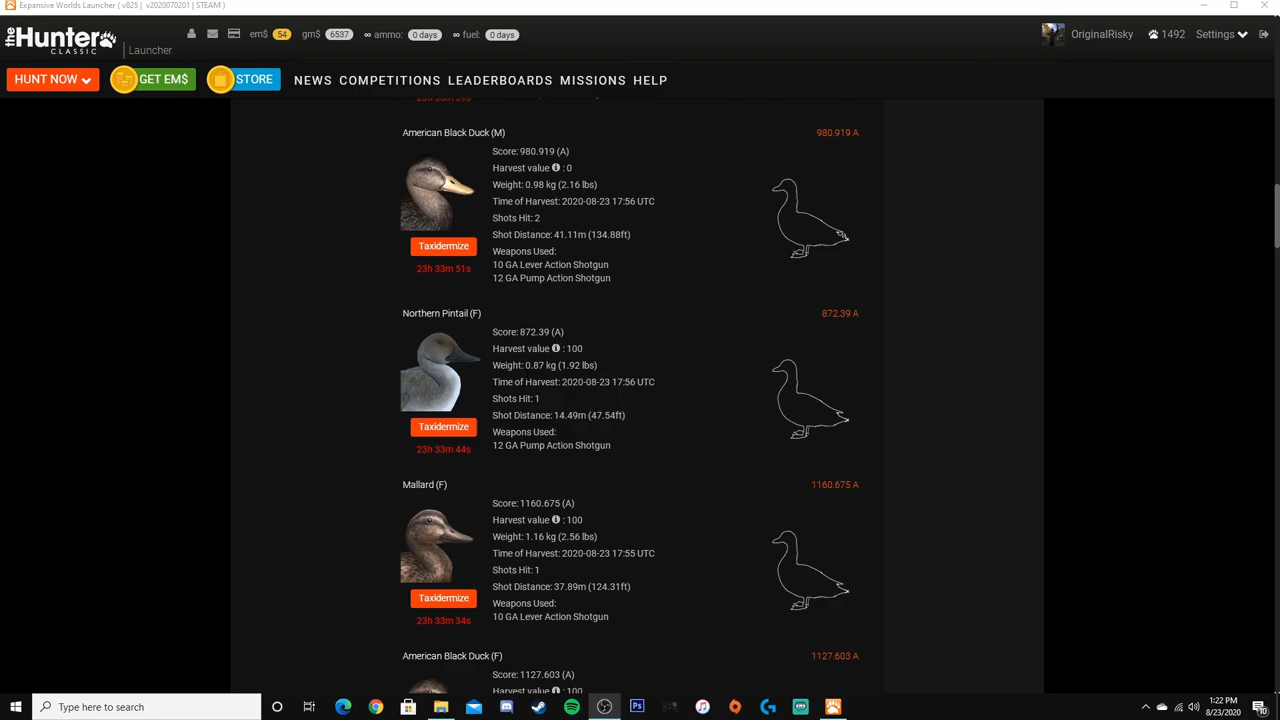 Expansive Worlds Launcher ( v825 | v2020070201 | STEAM )
theHunter CLASSIC | Launcher
em$ 54 gm$ 6537 ∞ ammo: 0 days ∞ fuel: 0 days OriginalRisky 1492 Settings
HUNT NOW GET EM$ STORE NEWS COMPETITIONS LEADERBOARDS MISSIONS HELP
American Black Duck (M) 980.919 A
Score: 980.919 (A)
Harvest value : 0
Weight: 0.98 kg (2.16 lbs)
Time of Harvest: 2020-08-23 17:56 UTC
Shots Hit: 2
Shot Distance: 41.11m (134.88ft)
Taxidermize
Weapons Used:
10 GA Lever Action Shotgun
23h 33m 51s
12 GA Pump Action Shotgun
Northern Pintail (F) 872.39 A
Score: 872.39 (A)
Harvest value : 100
Weight: 0.87 kg (1.92 lbs)
Time of Harvest: 2020-08-23 17:56 UTC
Shots Hit: 1
Shot Distance: 14.49m (47.54ft)
Taxidermize
Weapons Used:
12 GA Pump Action Shotgun
23h 33m 44s
Mallard (F) 1160.675 A
Score: 1160.675 (A)
Harvest value : 100
Weight: 1.16 kg (2.56 lbs)
Time of Harvest: 2020-08-23 17:55 UTC
Shots Hit: 1
Shot Distance: 37.89m (124.31ft)
Taxidermize
Weapons Used:
10 GA Lever Action Shotgun
23h 33m 34s
American Black Duck (F) 1127.603 A
Score: 1127.603 (A)
Harvest value : 100
Type here to search
1:22 PM
8/23/2020
10